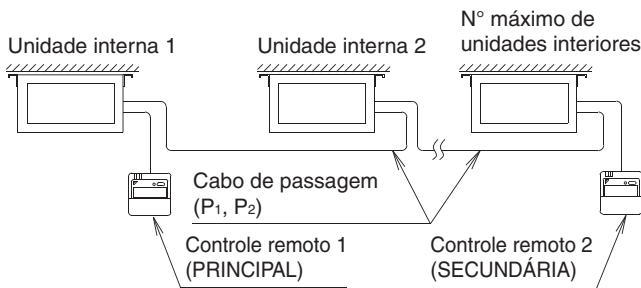 Unidade interna 1
Unidade interna 2
N° máximo de
unidades interiores
Cabo de passagem
(P1, P2)
Controle remoto 1
(PRINCIPAL)
Controle remoto 2
(SECUNDÁRIA)